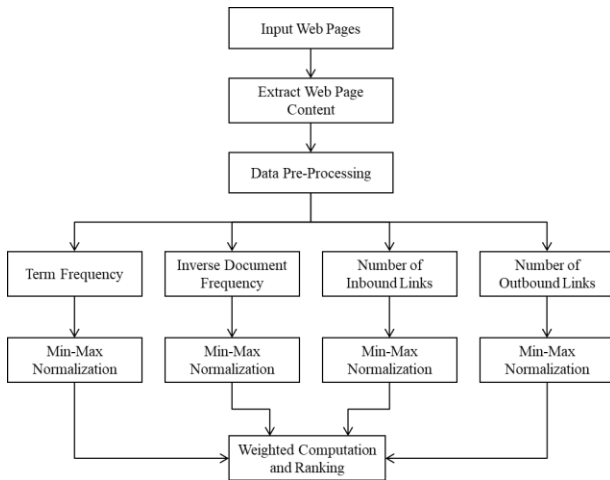 Input Web Pages
Extract Web Page
Content
Data Pre-Processing
Term Frequency
Inverse Document
Frequency
Number of
Inbound Links
Number of
Outbound Links
Min-Max
Normalization
Min-Max
Normalization
Min-Max
Normalization
Min-Max
Normalization
Weighted Computation
and Ranking